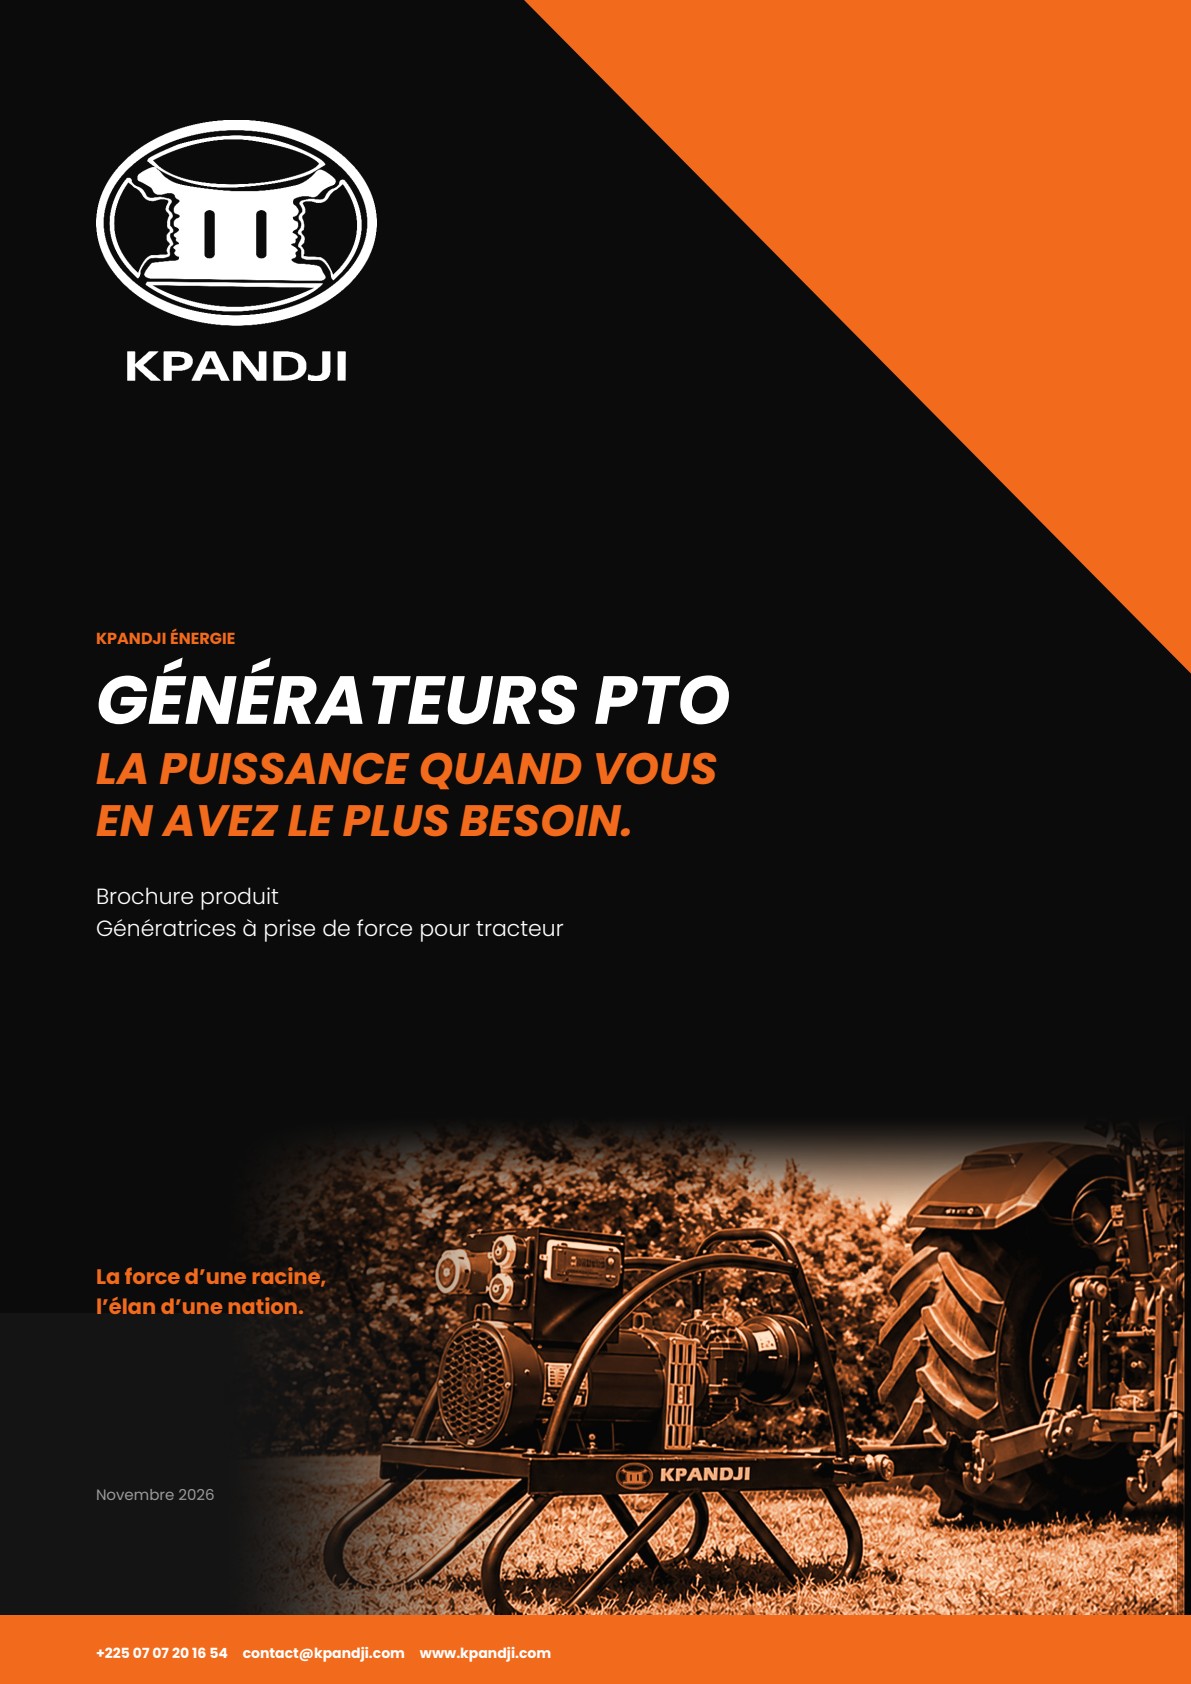 KPANDJI
KPANDJI ÉNERGIE
GÉNÉRATEURS PTO
LA PUISSANCE QUAND VOUS
EN AVEZ LE PLUS BESOIN.
Brochure produit
Génératrices à prise de force pour tracteur
La force d’une racine,
l’élan d’une nation.
KPANDJI
Novembre 2026
+225 07 07 20 16 54 contact@kpandji.com www.kpandji.com